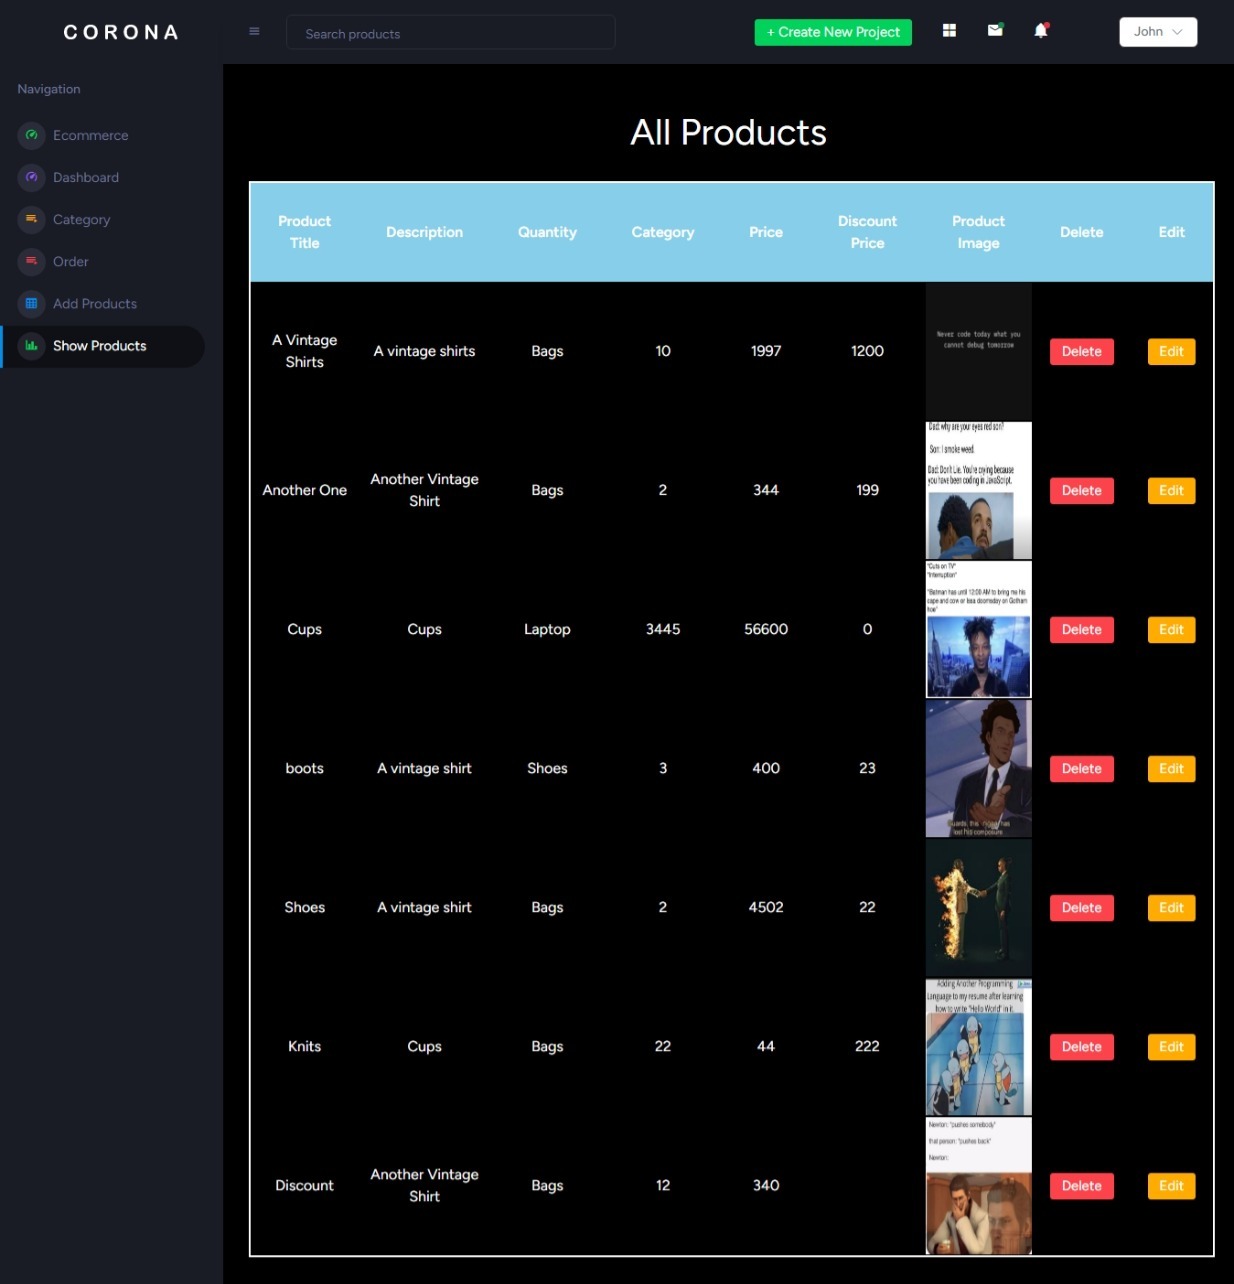 CORONA
Search products
+ Create New Project
John
Navigation
Ecommerce
Dashboard
Category
Order
Add Products
Show Products
All Products
Product Title
Description
Quantity
Category
Price
Discount Price
Product Image
Delete
Edit
A Vintage Shirts
A vintage shirts
Bags
10
1997
1200
Never code today what you
cannot debug tomorrow
Delete
Edit
Another One
Another Vintage Shirt
Bags
2
344
199
Dad: why are your eyes red son?
Son: I smoke weed.
Dad: Don't Lie. You're crying because
you have been coding in JavaScript.
Delete
Edit
Cups
Cups
Laptop
3445
56600
0
"Cuts on TV"
"Interruption"
"Batman has until 12:00 AM to bring me his
cape and cow or issa doomsday on Gotham
hoe"
Delete
Edit
boots
A vintage shirt
Shoes
3
400
23
lost his composure
Delete
Edit
Shoes
A vintage shirt
Bags
2
4502
22
Delete
Edit
Knits
Cups
Bags
22
44
222
Adding Another Programming
Language to my resume after learning
how to write "Hello World" in it.
Delete
Edit
Discount
Another Vintage Shirt
Bags
12
340
Newton: "pushes somebody"
that person: "pushes back"
Newton:
Delete
Edit